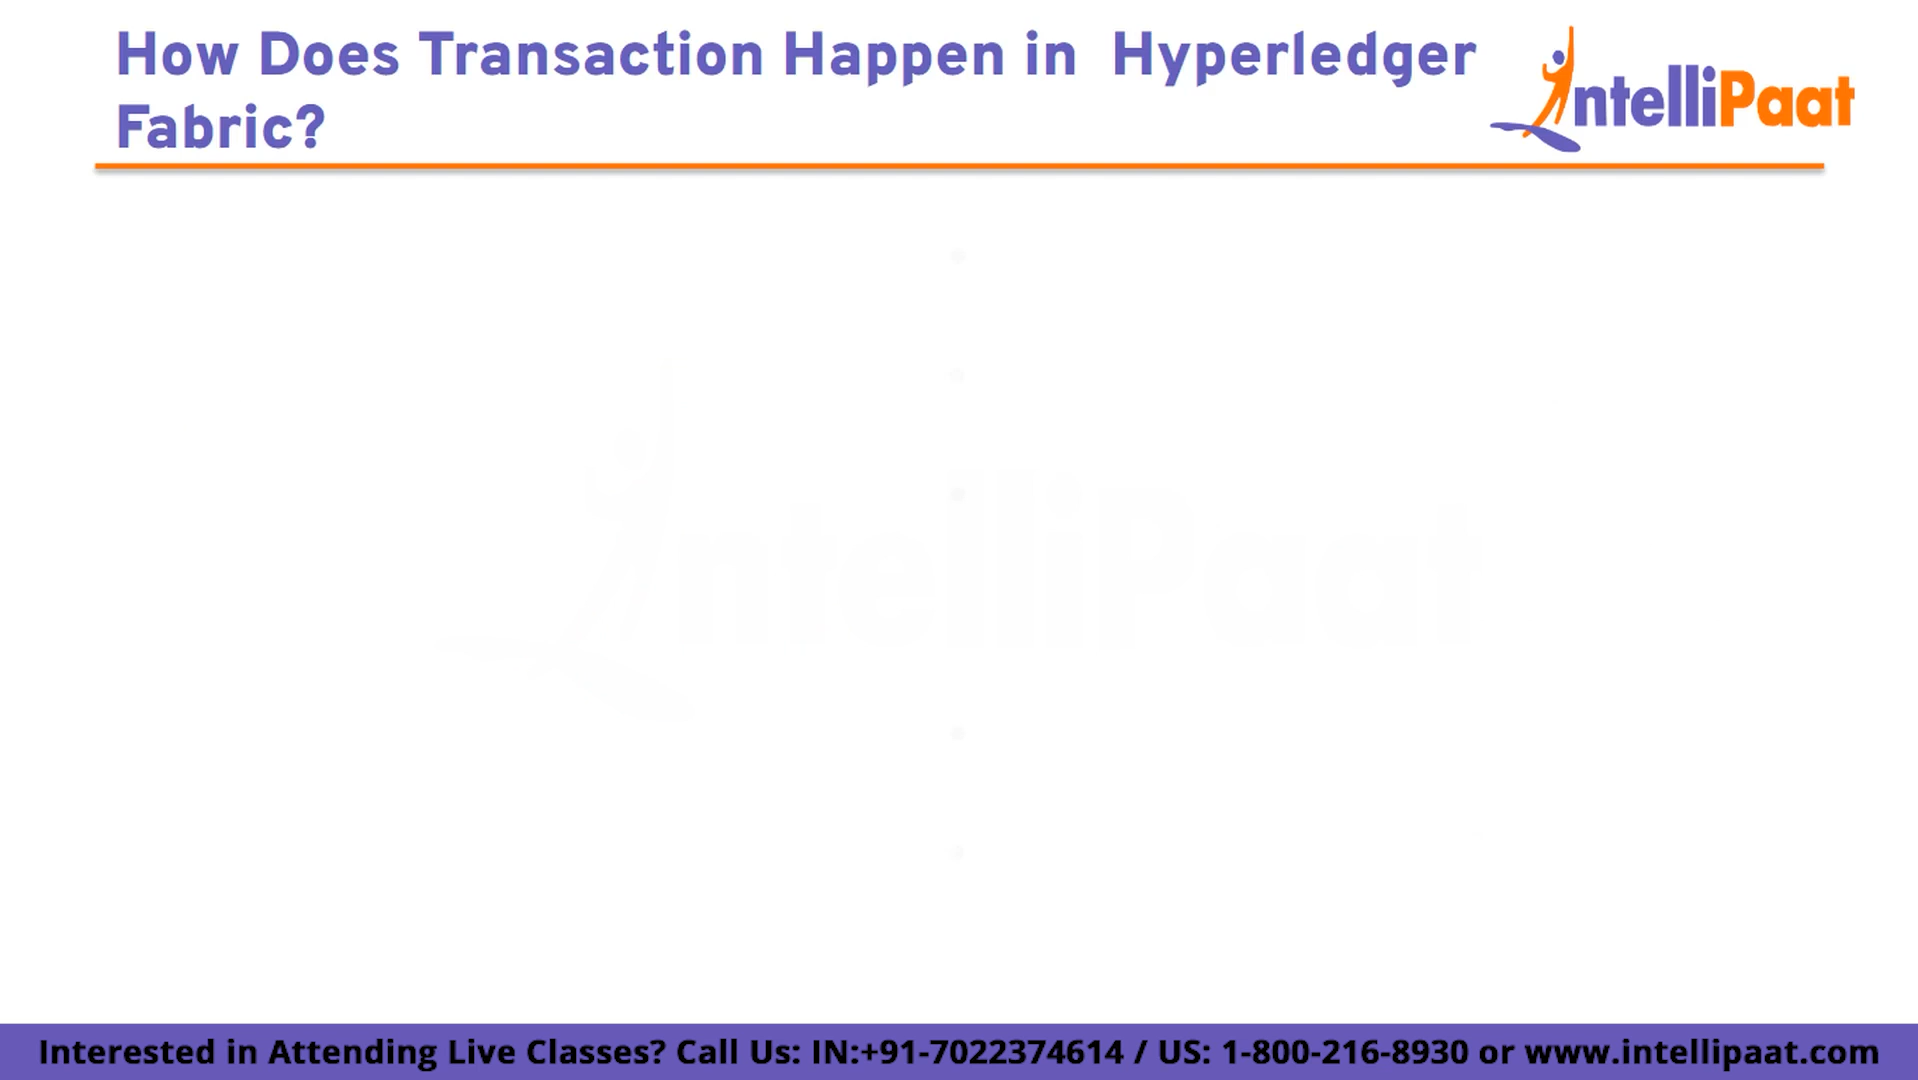 How Does Transaction Happen in Hyperledger
Fabric?
IntelliPaat
ntelliPaat
Interested in Attending Live Classes? Call Us: IN:+91-7022374614 / US: 1-800-216-8930 or www.intellipaat.com